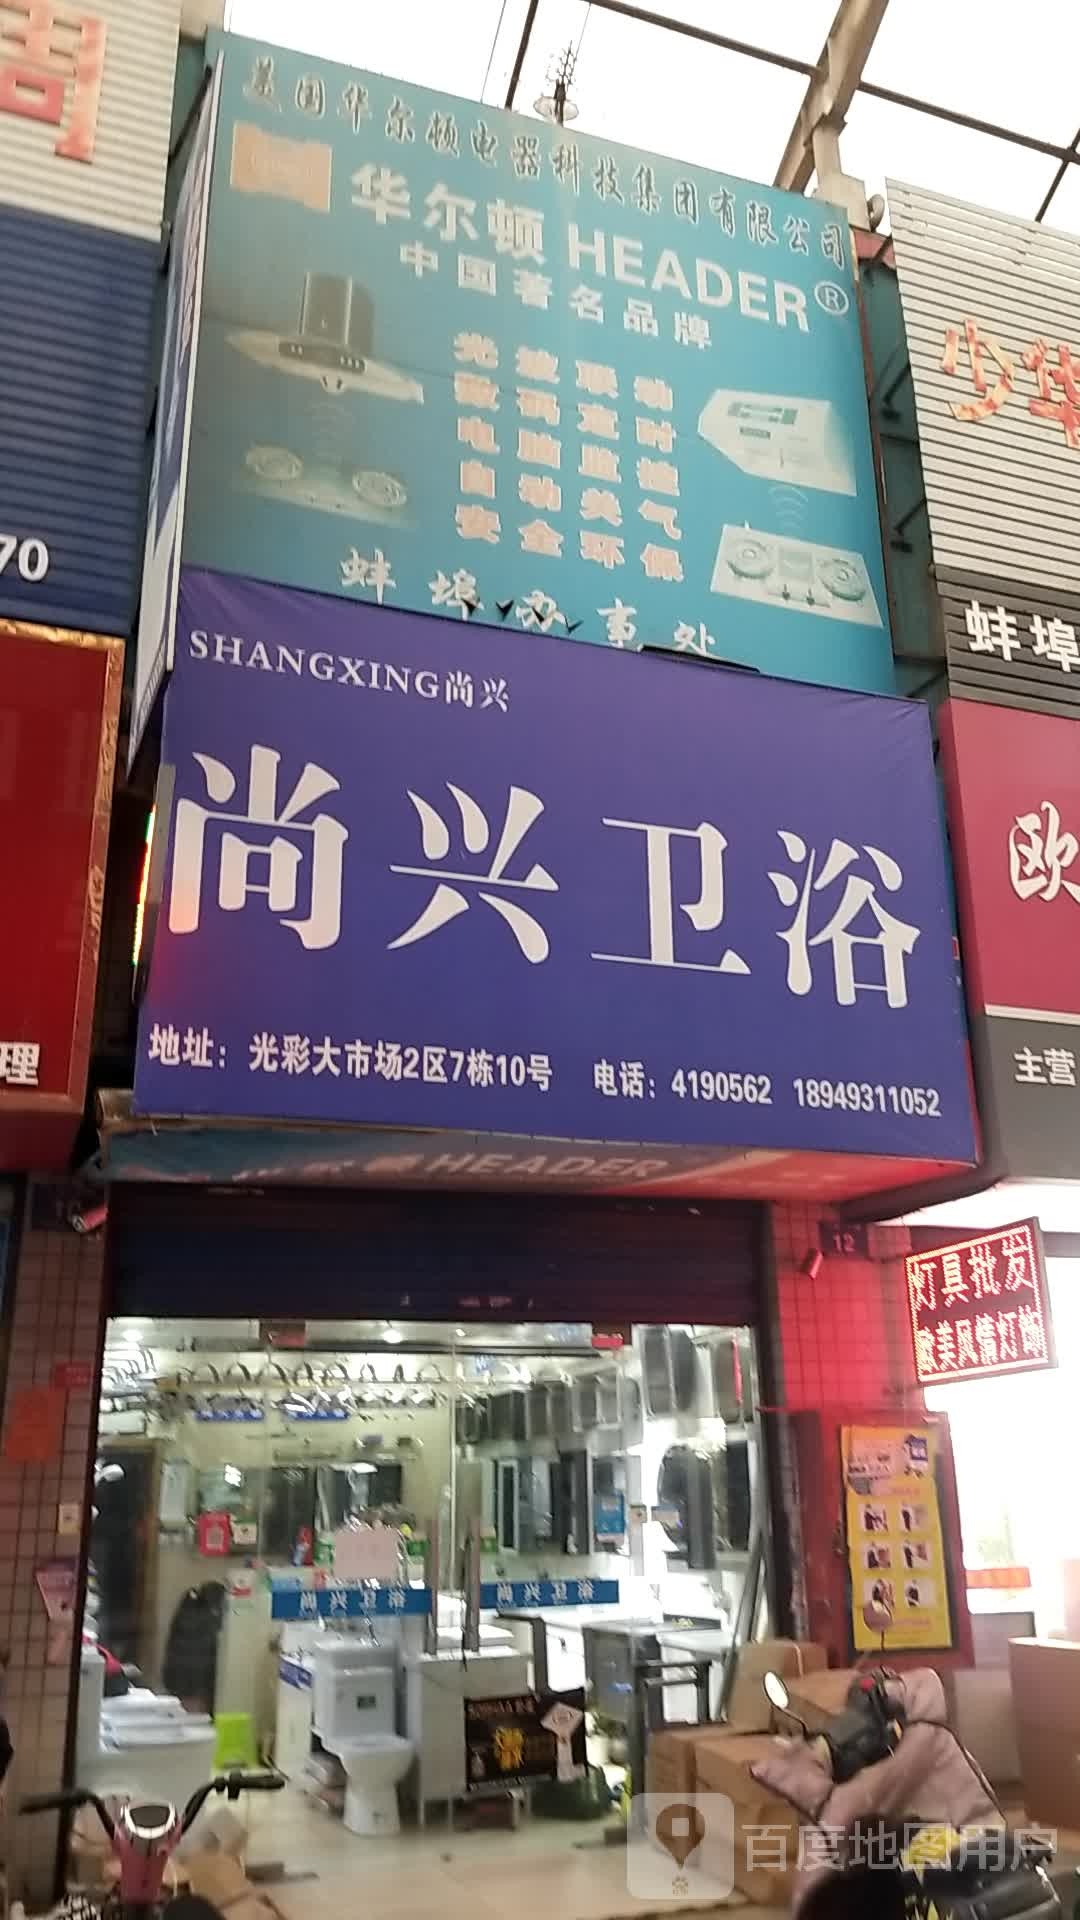 周
美国华尔顿电器科技集团有限公司
华尔顿 HEADER®
中国著名品牌
光波联动
数码定时
电脑监控
自动关气
安全环保
蚌埠办事处
70
少华
蚌埠
SHANGXING尚兴
尚兴卫浴
地址：光彩大市场2区7栋10号 电话：4190562 18949311052
欧
理
主营
HEADER
12
灯具批发
欧美风情灯饰
尚兴卫浴
尚兴卫浴
百度地图用户